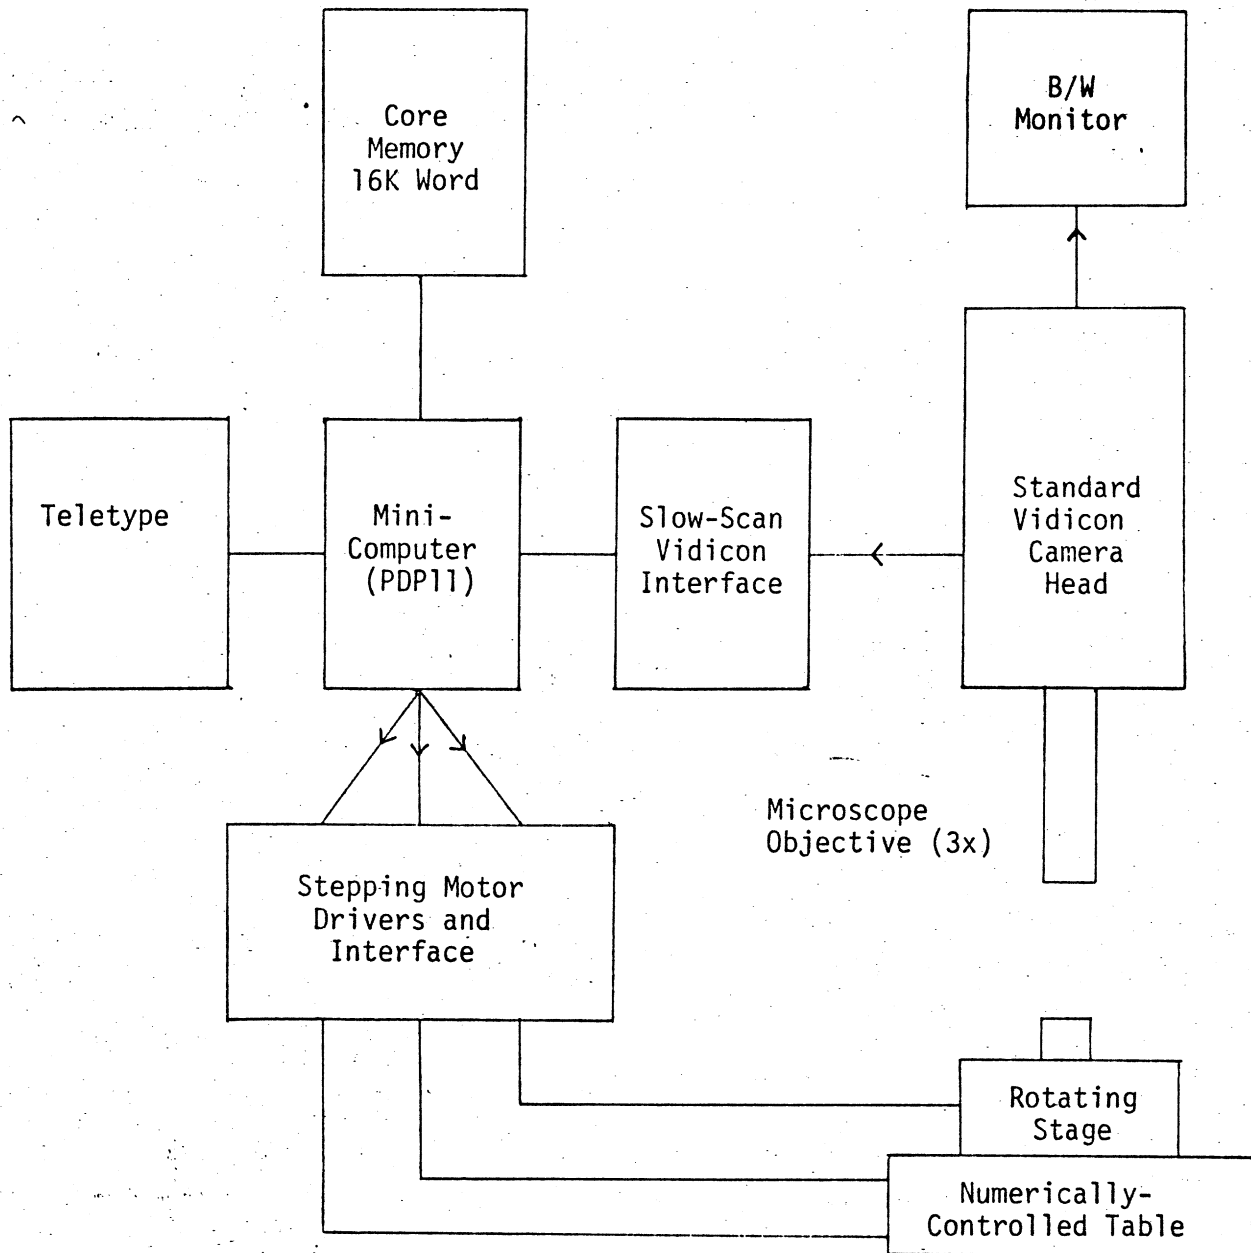 Core
Memory
16K Word
B/W
Monitor
Teletype
Mini-
Computer
(PDP11)
Slow-Scan
Vidicon
Interface
Standard
Vidicon
Camera
Head
Microscope
Objective (3x)
Stepping Motor
Drivers and
Interface
Rotating
Stage
Numerically-
Controlled Table